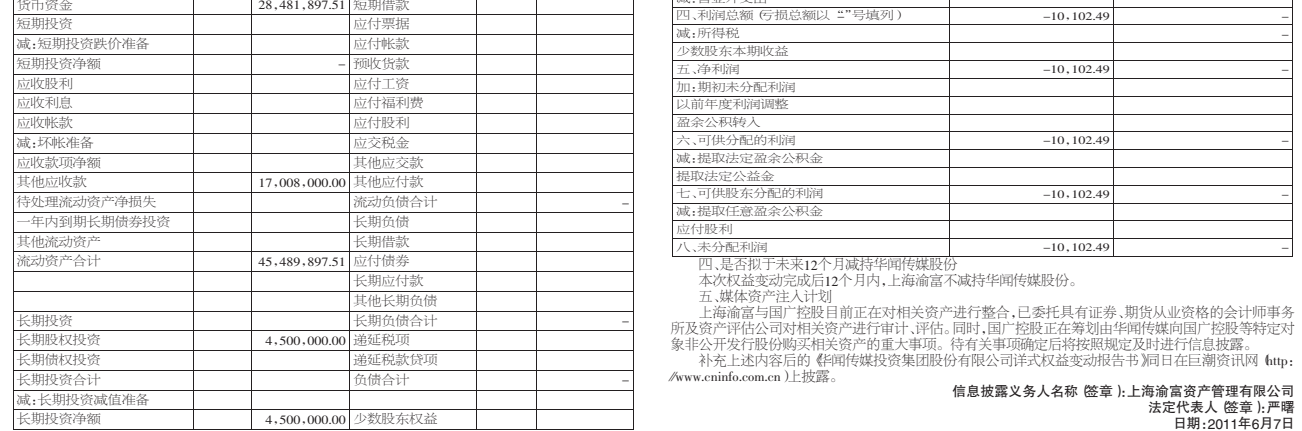 货币资金 28,481,897.51 短期借款
短期投资 应付票据
减:短期投资跌价准备 应付帐款
短期投资净额 – 预收货款
应收股利 应付工资
应收利息 应付福利费
应收帐款 应付股利
减:坏帐准备 应交税金
应收款项净额 其他应交款
其他应收款 17,008,000.00 其他应付款
待处理流动资产净损失 流动负债合计 –
一年内到期长期债券投资 长期负债
其他流动资产 长期借款
流动资产合计 45,489,897.51 应付债券
长期应付款
其他长期负债
长期投资 长期负债合计 –
长期股权投资 4,500,000.00 递延税项
长期债权投资 递延税款贷项
长期投资合计 负债合计 –
减:长期投资减值准备
长期投资净额 4,500,000.00 少数股东权益
四、利润总额(亏损总额以“-”号填列) –10,102.49 –
减:所得税 –
少数股东本期收益
五、净利润 –10,102.49 –
加:期初未分配利润
以前年度利润调整
盈余公积转入
六、可供分配的利润 –10,102.49 –
减:提取法定盈余公积金
提取法定公益金
七、可供股东分配的利润 –10,102.49 –
减:提取任意盈余公积金
应付股利
八、未分配利润 –10,102.49 –
四、是否拟于未来12个月减持华闻传媒股份
本次权益变动完成后12个月内,上海渝富不减持华闻传媒股份。
五、媒体资产注入计划
上海渝富与国广控股目前正在对相关资产进行整合,已委托具有证券、期货从业资格的会计师事务
所及资产评估公司对相关资产进行审计、评估。同时,国广控股正在筹划由华闻传媒向国广控股等特定对
象非公开发行股份购买相关资产的重大事项。待有关事项确定后将按照规定及时进行信息披露。
补充上述内容后的《华闻传媒投资集团股份有限公司详式权益变动报告书》同日在巨潮资讯网(http:
//www.cninfo.com.cn)上披露。
信息披露义务人名称(签章):上海渝富资产管理有限公司
法定代表人(签章):严曙
日期:2011年6月7日